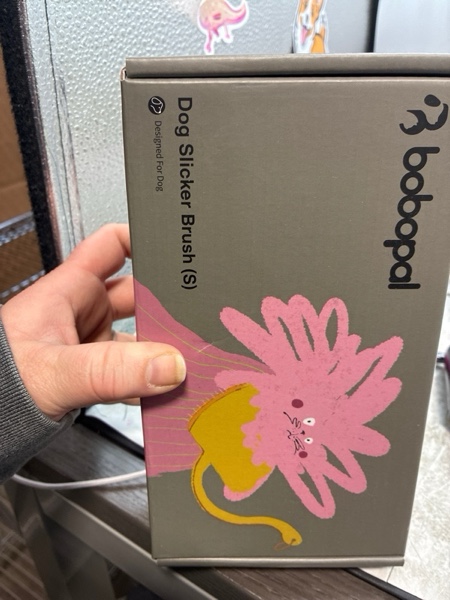 bobopal
Dog Slicker Brush (S)
Designed For Dog